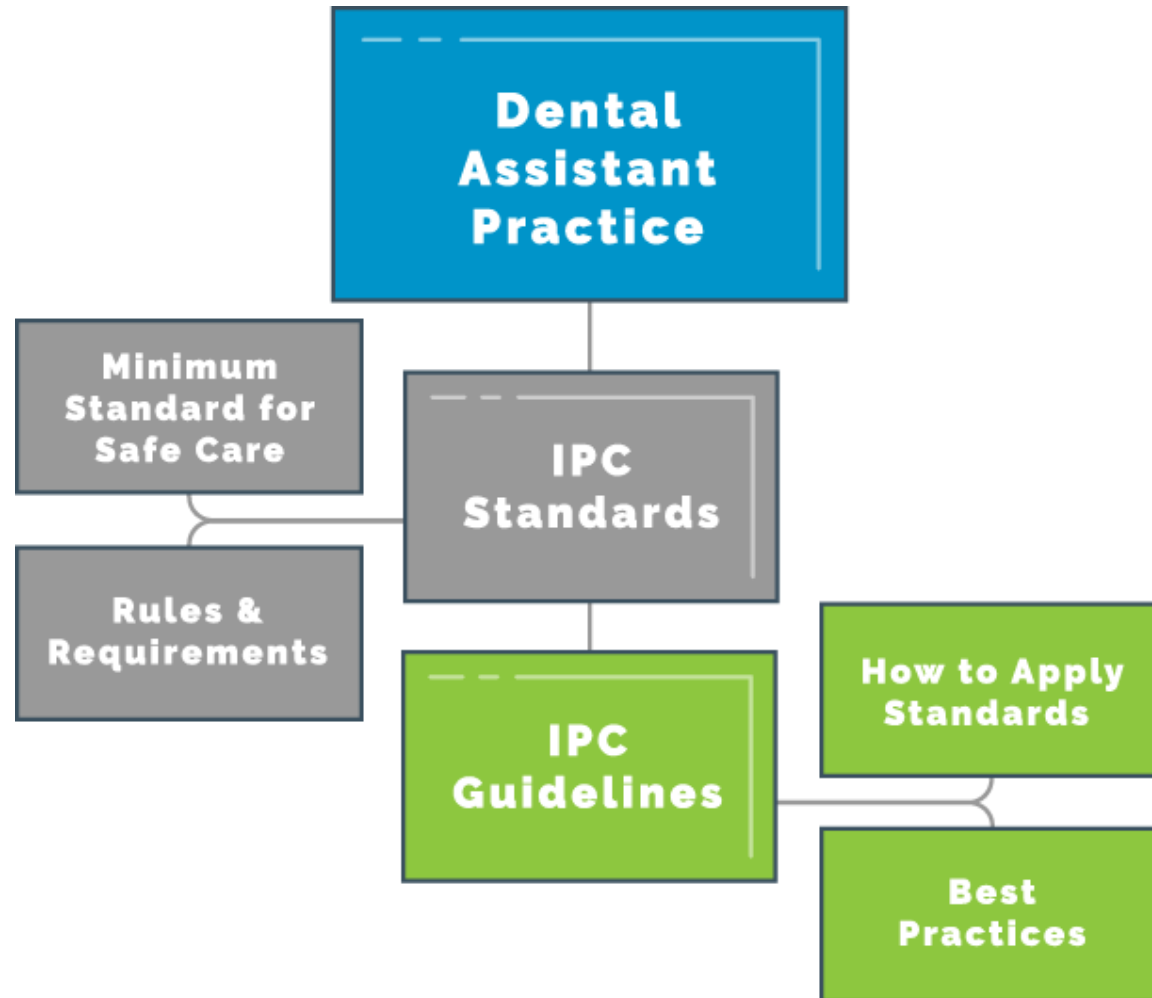 Dental
Assistant
Practice
Minimum
Standard for
Safe Care
IPC
Standards
Rules &
Requirements
IPC
Guidelines
How to Apply
Standards
Best
Practices